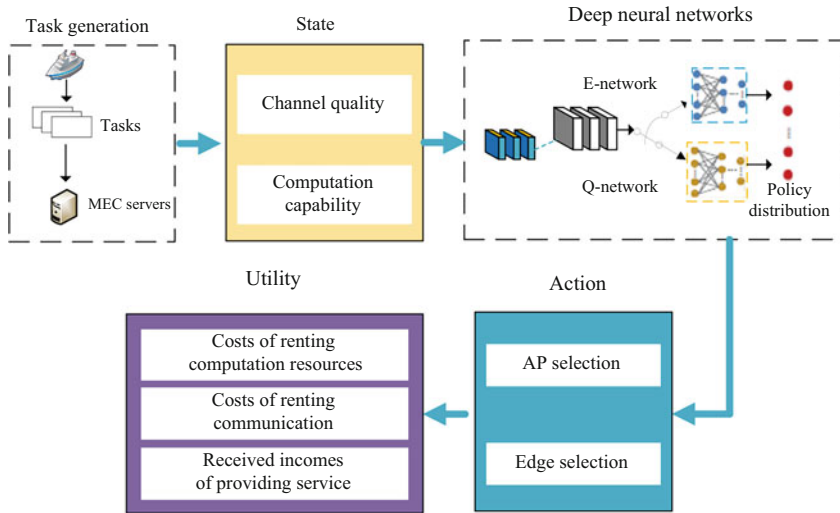 Task generation
State
Deep neural networks
Tasks
MEC servers
Channel quality
Computation
capability
E-network
Q-network
Policy
distribution
Utility
Action
Costs of renting
computation resources
Costs of renting
communication
Received incomes
of providing service
AP selection
Edge selection